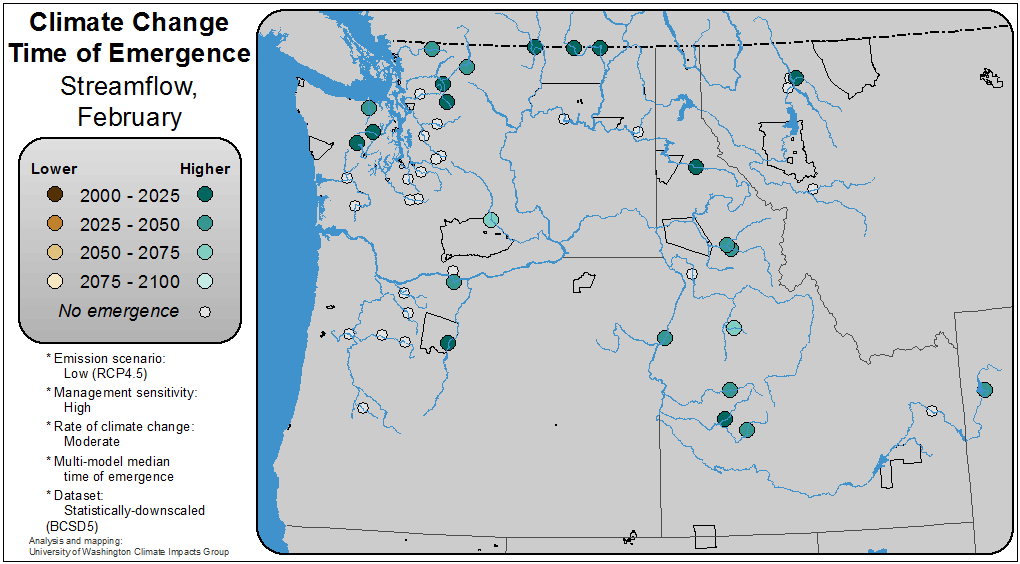 Climate Change
Time of Emergence
Streamflow,
February
Lower Higher
2000 - 2025
2025 - 2050
2050 - 2075
2075 - 2100
No emergence
* Emission scenario:
Low (RCP4.5)
* Management sensitivity:
High
* Rate of climate change:
Moderate
* Multi-model median
time of emergence
* Dataset:
Statistically-downscaled
(BCSD5)
Analysis and mapping:
University of Washington Climate Impacts Group